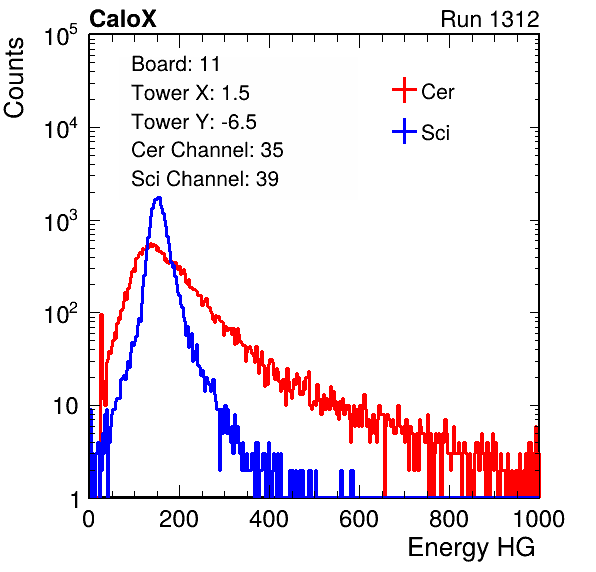 CaloX Run 1312
Counts
10^5
10^4
10^3
10^2
10
1
Board: 11
Tower X: 1.5
Tower Y: -6.5
Cer Channel: 35
Sci Channel: 39
Cer
Sci
0 200 400 600 800 1000
Energy HG